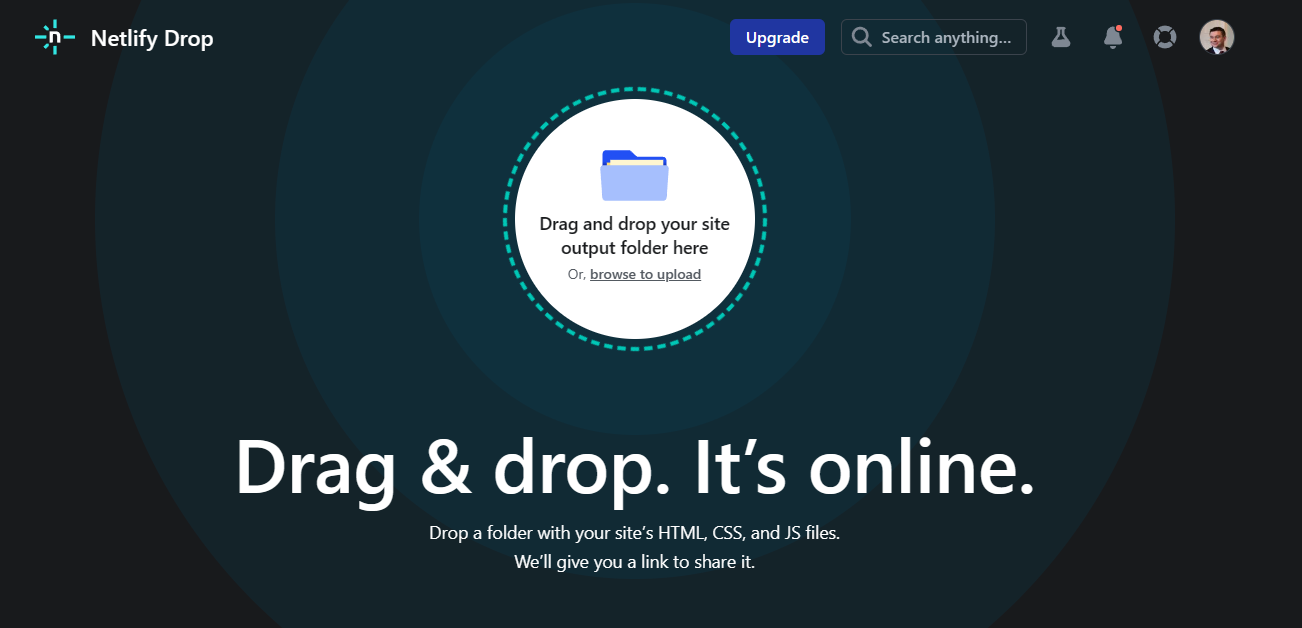 Netlify Drop
Upgrade
Search anything...
Drag and drop your site
output folder here
Or, browse to upload
Drag & drop. It’s online.
Drop a folder with your site’s HTML, CSS, and JS files.
We’ll give you a link to share it.